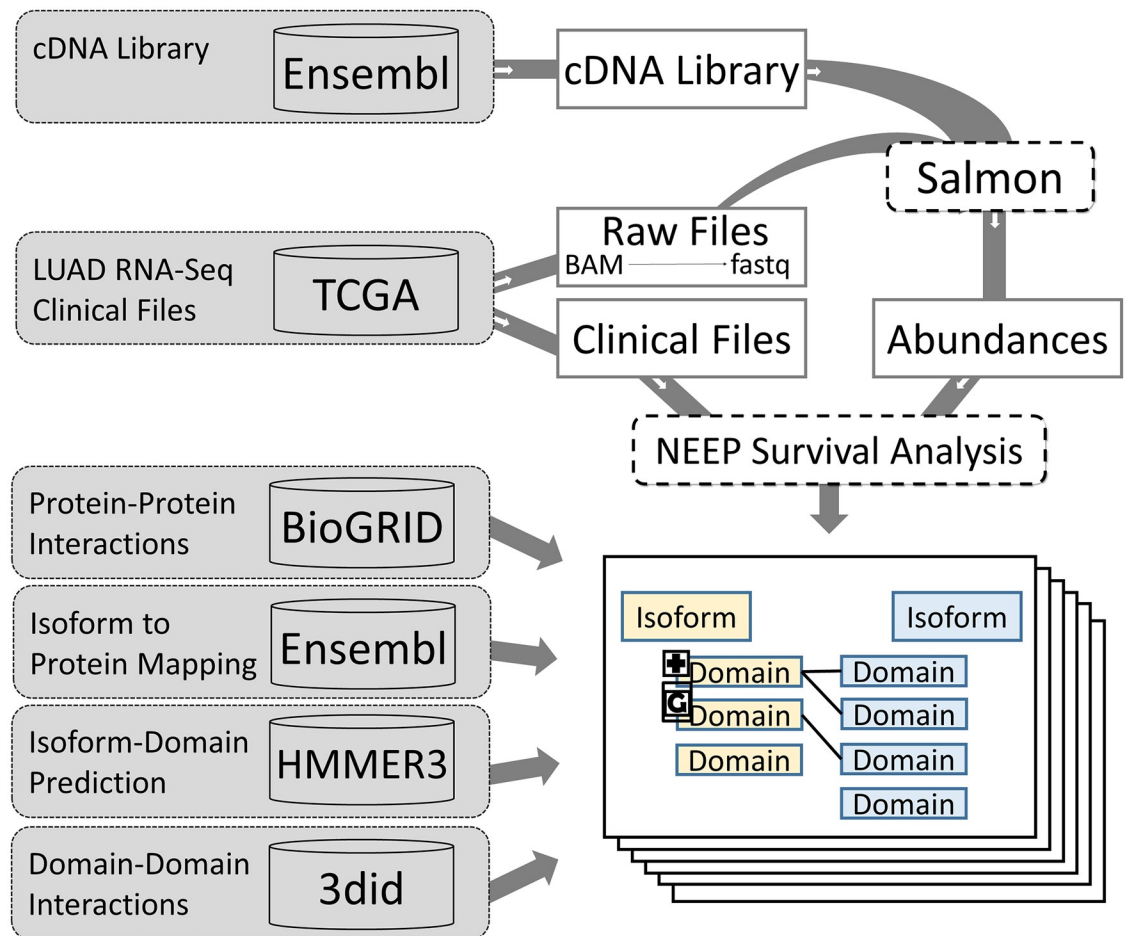 cDNA Library
Ensembl
cDNA Library
Salmon
LUAD RNA-Seq
Clinical Files
TCGA
Raw Files
BAM fastq
Clinical Files
Abundances
NEEP Survival Analysis
Protein-Protein
Interactions
BioGRID
Isoform to
Protein Mapping
Ensembl
Isoform-Domain
Prediction
HMMER3
Domain-Domain
Interactions
3did
Isoform
Isoform
Domain
Domain
G
Domain
Domain
Domain
Domain
Domain